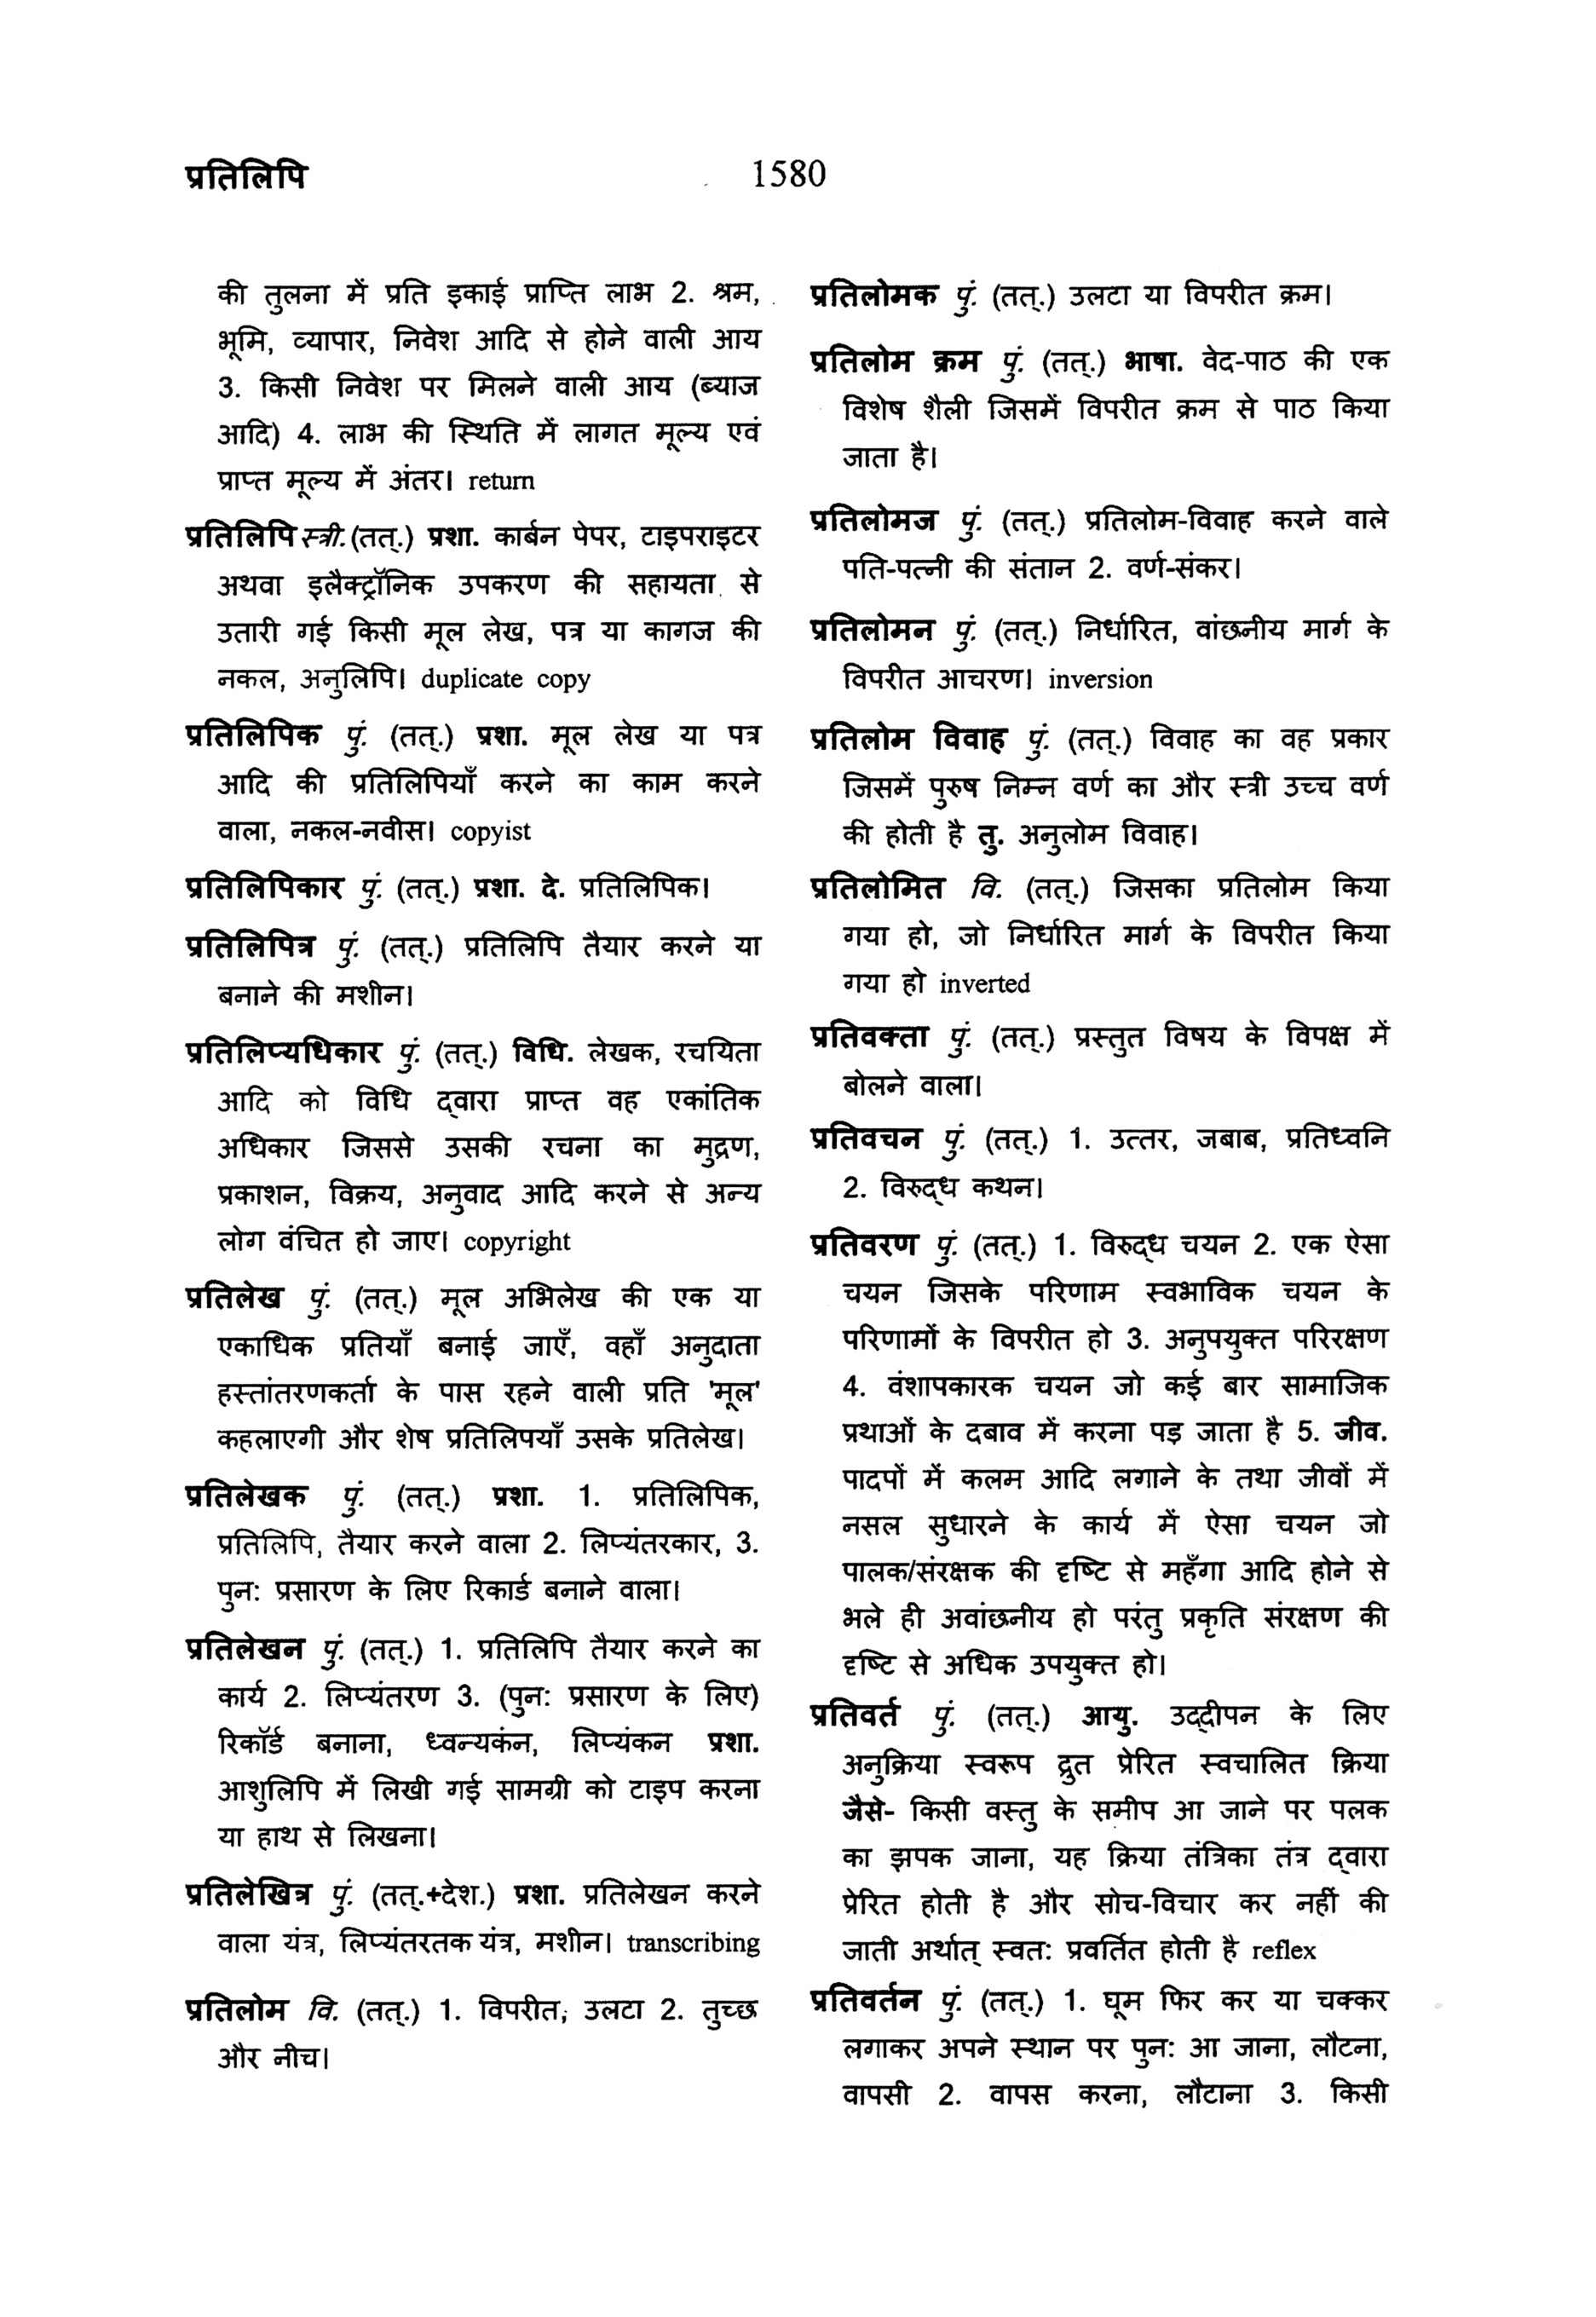 प्रतिलिपि
1580
की तुलना में प्रति इकाई प्राप्ति लाभ 2. श्रम,
भूमि, व्यापार, निवेश आदि से होने वाली आय
3. किसी निवेश पर मिलने वाली आय (ब्याज
आदि) 4. लाभ की स्थिति में लागत मूल्य एवं
प्राप्त मूल्य में अंतर। return
प्रतिलिपि स्त्री. (तत्.) प्रशा. कार्बन पेपर, टाइपराइटर
अथवा इलैक्ट्रॉनिक उपकरण की सहायता से
उतारी गई किसी मूल लेख, पत्र या कागज की
नकल, अनुलिपि। duplicate copy
प्रतिलिपिक पुं. (तत्.) प्रशा. मूल लेख या पत्र
आदि की प्रतिलिपियाँ करने का काम करने
वाला, नकल-नवीस। copyist
प्रतिलिपिकार पुं. (तत्.) प्रशा. दे. प्रतिलिपिक।
प्रतिलिपित्र पुं. (तत्.) प्रतिलिपि तैयार करने या
बनाने की मशीन।
प्रतिलिप्यधिकार पुं. (तत्.) विधि. लेखक, रचयिता
आदि को विधि द्‌वारा प्राप्त वह एकांतिक
अधिकार जिससे उसकी रचना का मुद्रण,
प्रकाशन, विक्रय, अनुवाद आदि करने से अन्य
लोग वंचित हो जाए। copyright
प्रतिलेख पुं. (तत्.) मूल अभिलेख की एक या
एकाधिक प्रतियाँ बनाई जाएँ, वहाँ अनुदाता
हस्तांतरणकर्ता के पास रहने वाली प्रति 'मूल'
कहलाएगी और शेष प्रतिलिपयाँ उसके प्रतिलेख।
प्रतिलेखक पुं. (तत्.) प्रशा. 1. प्रतिलिपिक,
प्रतिलिपि, तैयार करने वाला 2. लिप्यंतरकार, 3.
पुन: प्रसारण के लिए रिकार्ड बनाने वाला।
प्रतिलेखन पुं. (तत्.) 1. प्रतिलिपि तैयार करने का
कार्य 2. लिप्यंतरण 3. (पुन: प्रसारण के लिए)
रिकॉर्ड बनाना, ध्वन्यकंन, लिप्यंकन प्रशा.
आशुलिपि में लिखी गई सामग्री को टाइप करना
या हाथ से लिखना।
प्रतिलेखित्र पुं. (तत्.+देश.) प्रशा. प्रतिलेखन करने
वाला यंत्र, लिप्यंतरतक यंत्र, मशीन। transcribing
प्रतिलोम वि. (तत्.) 1. विपरीत, उलटा 2. तुच्छ
और नीच।
प्रतिलोमक पुं. (तत्.) उलटा या विपरीत क्रम।
प्रतिलोम क्रम पुं. (तत्.) भाषा. वेद-पाठ की एक
विशेष शैली जिसमें विपरीत क्रम से पाठ किया
जाता है।
प्रतिलोमज पुं. (तत्.) प्रतिलोम-विवाह करने वाले
पति-पत्नी की संतान 2. वर्ण-संकर।
प्रतिलोमन पुं. (तत्.) निर्धारित, वांछनीय मार्ग के
विपरीत आचरण। inversion
प्रतिलोम विवाह पुं. (तत्.) विवाह का वह प्रकार
जिसमें पुरुष निम्न वर्ण का और स्त्री उच्च वर्ण
की होती है तु. अनुलोम विवाह।
प्रतिलोमित वि. (तत्.) जिसका प्रतिलोम किया
गया हो, जो निर्धारित मार्ग के विपरीत किया
गया हो inverted
प्रतिवक्ता पुं. (तत्.) प्रस्तुत विषय के विपक्ष में
बोलने वाला।
प्रतिवचन पुं. (तत्.) 1. उत्तर, जबाब, प्रतिध्वनि
2. विरुद्‌ध कथन।
प्रतिवरण पुं. (तत्.) 1. विरुद्‌ध चयन 2. एक ऐसा
चयन जिसके परिणाम स्वभाविक चयन के
परिणामों के विपरीत हो 3. अनुपयुक्त परिरक्षण
4. वंशापकारक चयन जो कई बार सामाजिक
प्रथाओं के दबाव में करना पड़ जाता है 5. जीव.
पादपों में कलम आदि लगाने के तथा जीवों में
नसल सुधारने के कार्य में ऐसा चयन जो
पालक/संरक्षक की दृष्टि से महँगा आदि होने से
भले ही अवांछनीय हो परंतु प्रकृति संरक्षण की
दृष्टि से अधिक उपयुक्त हो।
प्रतिवर्त पुं. (तत्.) आयु. उद्‌दीपन के लिए
अनुक्रिया स्वरूप द्रुत प्रेरित स्वचालित क्रिया
जैसे- किसी वस्तु के समीप आ जाने पर पलक
का झपक जाना, यह क्रिया तंत्रिका तंत्र द्‌वारा
प्रेरित होती है और सोच-विचार कर नहीं की
जाती अर्थात् स्वत: प्रवर्तित होती है reflex
प्रतिवर्तन पुं. (तत्.) 1. घूम फिर कर या चक्कर
लगाकर अपने स्थान पर पुन: आ जाना, लौटना,
वापसी 2. वापस करना, लौटाना 3. किसी